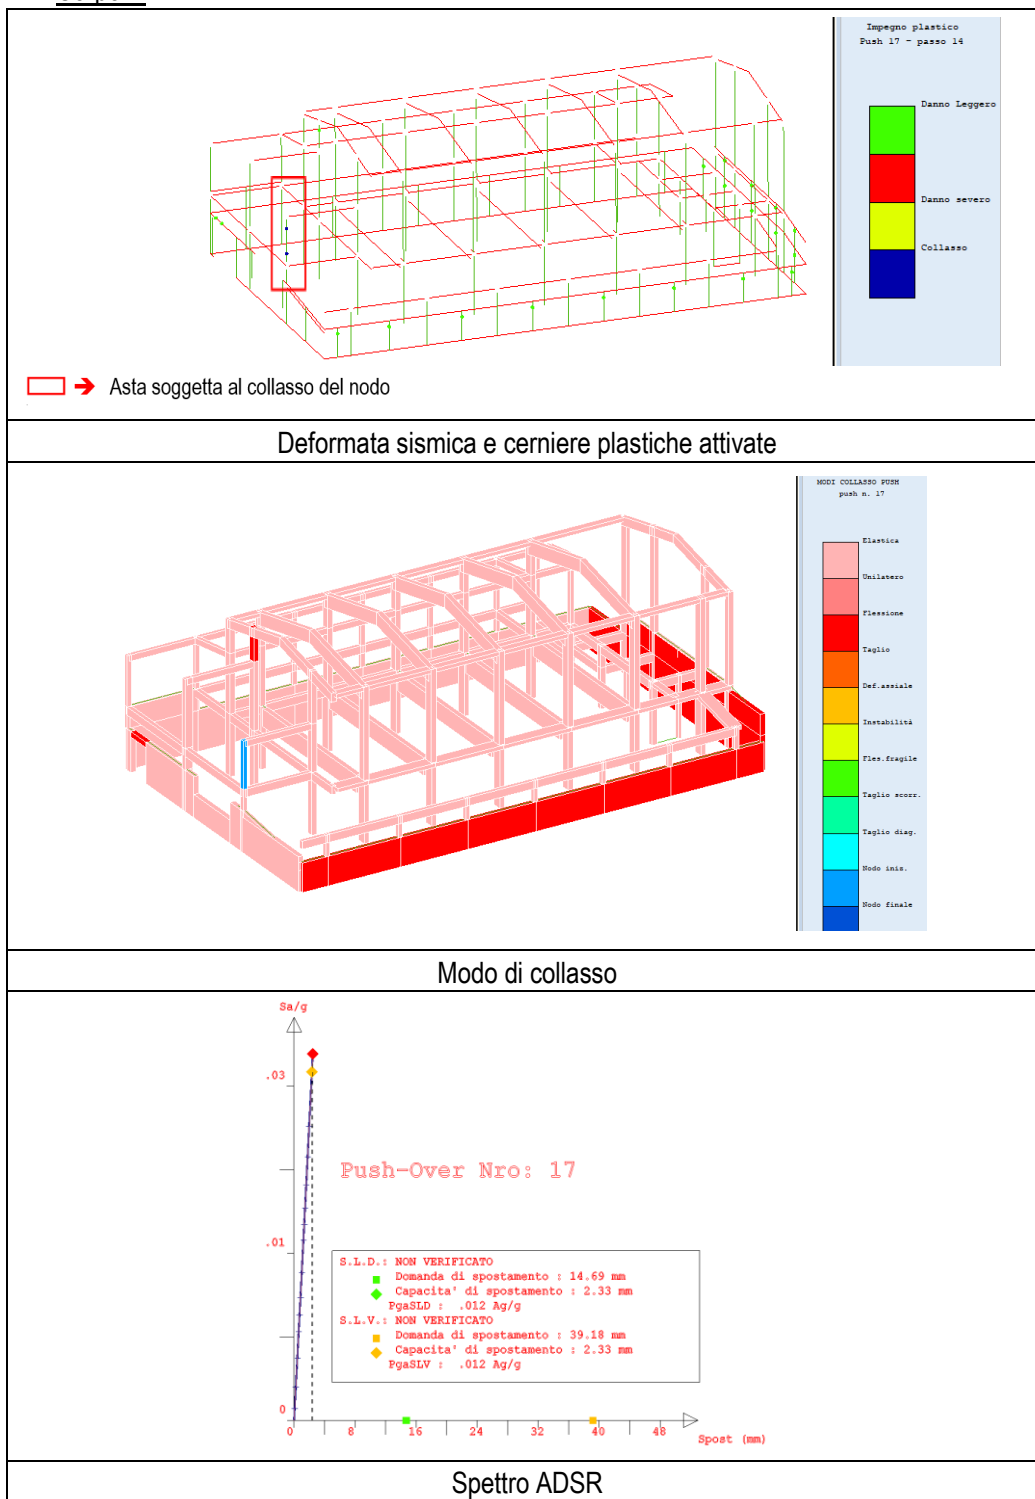 Impegno plastico
Push 17 - passo 14
Danno Leggero
Danno severo
Collasso
Asta soggetta al collasso del nodo
Deformata sismica e cerniere plastiche attivate
MODI COLLASSO PUSH
push n. 17
Elastica
Unilatero
Flessione
Taglio
Def.assiale
Instabilità
Fles.fragile
Taglio scorr.
Taglio diag.
Nodo iniz.
Nodo finale
Modo di collasso
Sa/g
.03
Push-Over Nro: 17
.01
S.L.D.: NON VERIFICATO
Domanda di spostamento : 14.69 mm
Capacita' di spostamento : 2.33 mm
PgaSLD : .012 Ag/g
S.L.V.: NON VERIFICATO
Domanda di spostamento : 39.18 mm
Capacita' di spostamento : 2.33 mm
PgaSLV : .012 Ag/g
0
0 8 16 24 32 40 48
Spost (mm)
Spettro ADSR